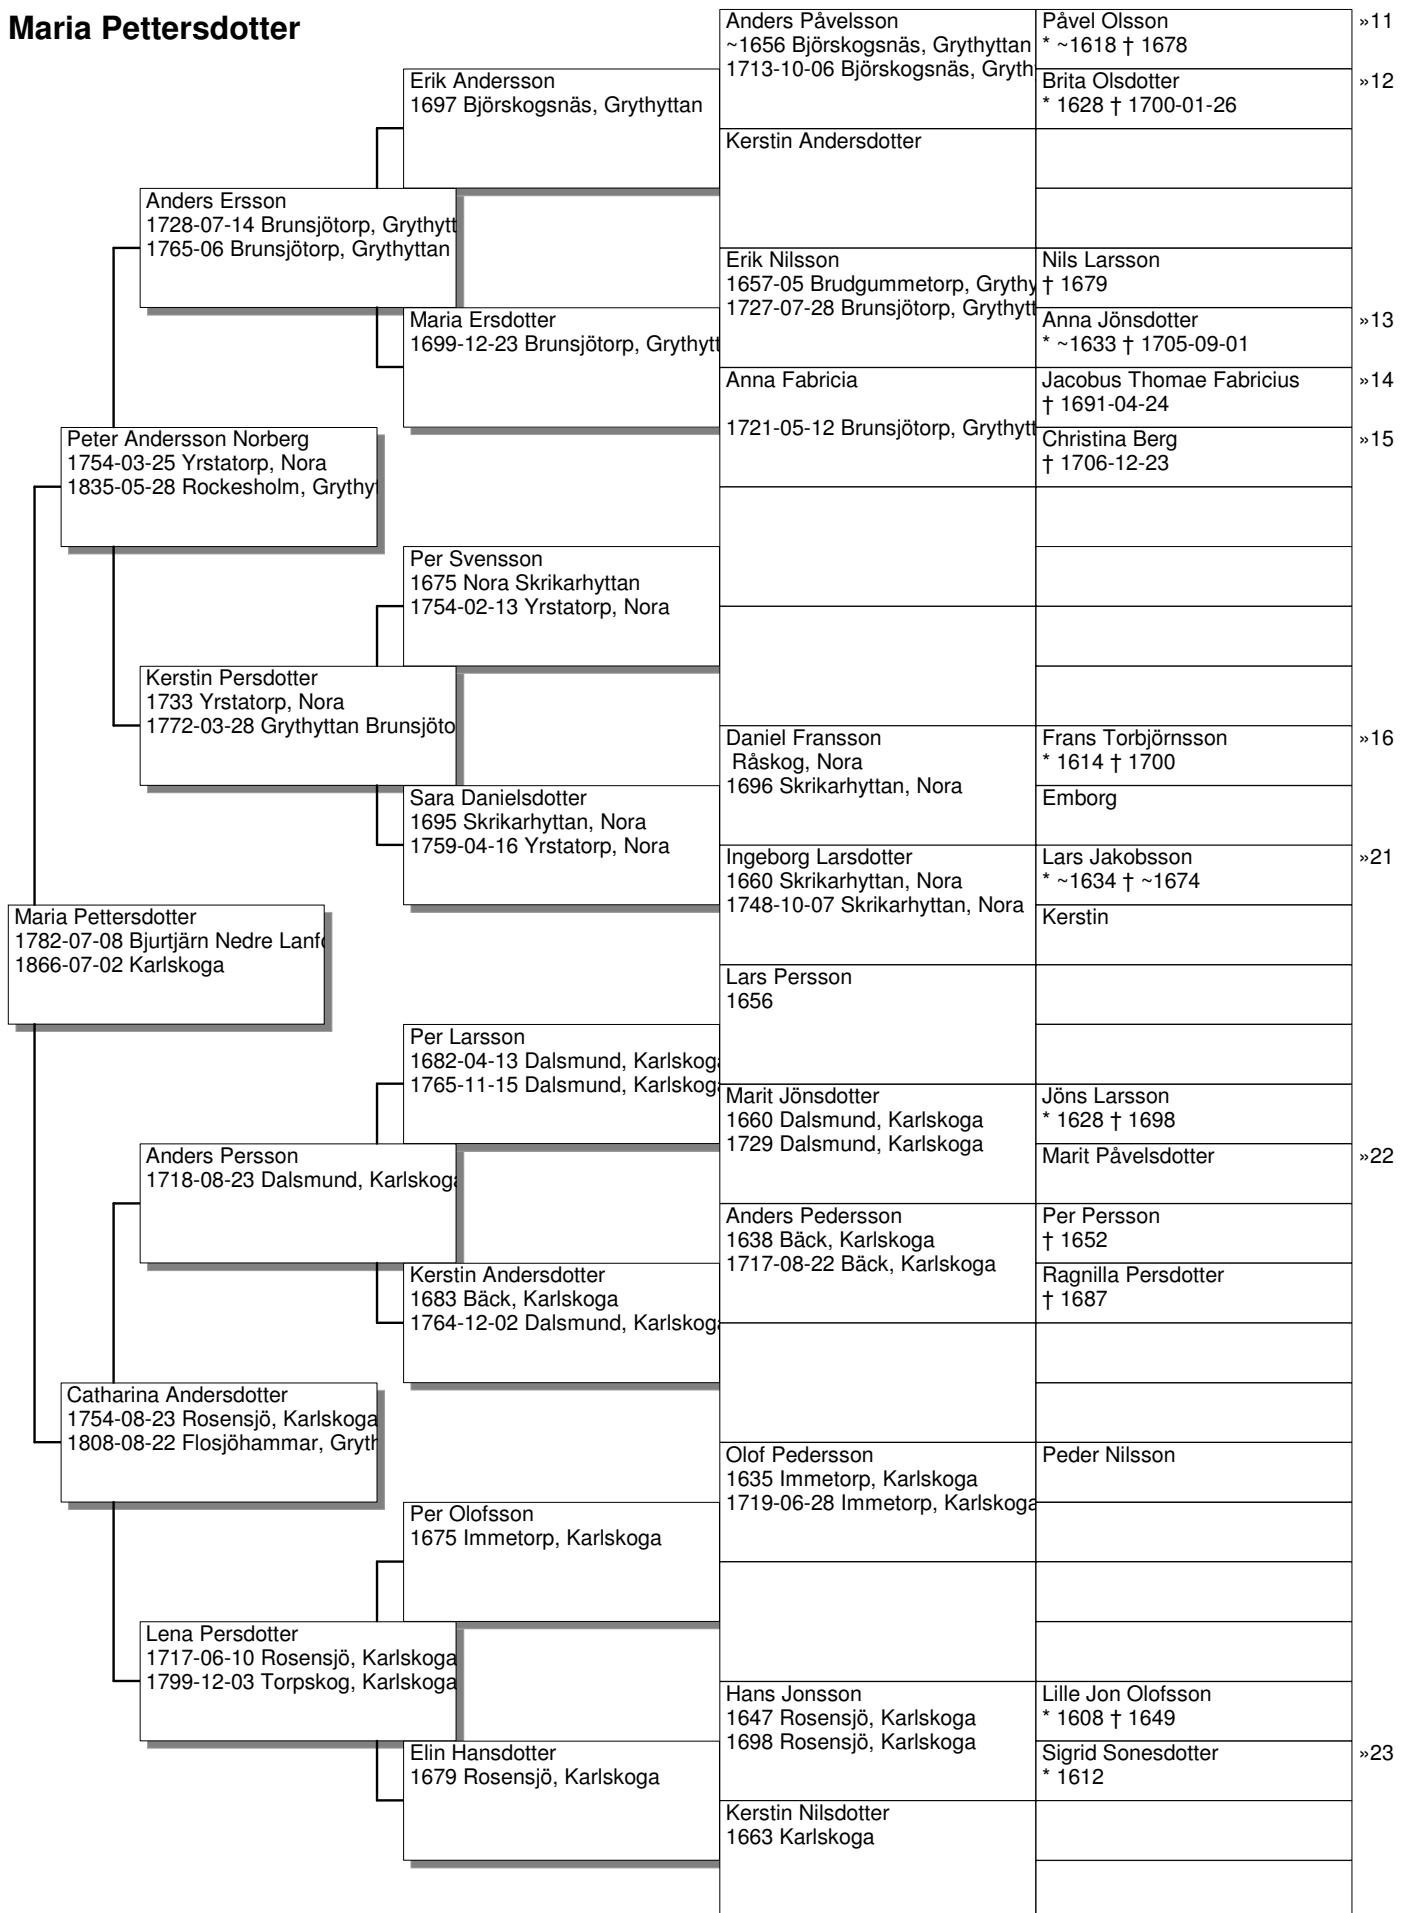 Maria Pettersdotter
Maria Pettersdotter
1782-07-08 Bjurtjärn Nedre Lanfo
1866-07-02 Karlskoga
Peter Andersson Norberg
1754-03-25 Yrstatorp, Nora
1835-05-28 Rockesholm, Grythyt
Catharina Andersdotter
1754-08-23 Rosensjö, Karlskoga
1808-08-22 Flosjöhammar, Gryth
Anders Ersson
1728-07-14 Brunsjötorp, Grythytt
1765-06 Brunsjötorp, Grythyttan
Kerstin Persdotter
1733 Yrstatorp, Nora
1772-03-28 Grythyttan Brunsjöto
Anders Persson
1718-08-23 Dalsmund, Karlskoga
Lena Persdotter
1717-06-10 Rosensjö, Karlskoga
1799-12-03 Torpskog, Karlskoga
Erik Andersson
1697 Björskogsnäs, Grythyttan
Maria Ersdotter
1699-12-23 Brunsjötorp, Grythytt
Per Svensson
1675 Nora Skrikarhyttan
1754-02-13 Yrstatorp, Nora
Sara Danielsdotter
1695 Skrikarhyttan, Nora
1759-04-16 Yrstatorp, Nora
Per Larsson
1682-04-13 Dalsmund, Karlskoga
1765-11-15 Dalsmund, Karlskoga
Kerstin Andersdotter
1683 Bäck, Karlskoga
1764-12-02 Dalsmund, Karlskoga
Per Olofsson
1675 Immetorp, Karlskoga
Elin Hansdotter
1679 Rosensjö, Karlskoga
Anders Påvelsson
~1656 Björskogsnäs, Grythyttan
1713-10-06 Björskogsnäs, Gryth
Kerstin Andersdotter
Erik Nilsson
1657-05 Brudgummetorp, Grythy
1727-07-28 Brunsjötorp, Grythytt
Anna Fabricia
1721-05-12 Brunsjötorp, Grythytt
Daniel Fransson
Råskog, Nora
1696 Skrikarhyttan, Nora
Ingeborg Larsdotter
1660 Skrikarhyttan, Nora
1748-10-07 Skrikarhyttan, Nora
Lars Persson
1656
Marit Jönsdotter
1660 Dalsmund, Karlskoga
1729 Dalsmund, Karlskoga
Anders Pedersson
1638 Bäck, Karlskoga
1717-08-22 Bäck, Karlskoga
Olof Pedersson
1635 Immetorp, Karlskoga
1719-06-28 Immetorp, Karlskoga
Hans Jonsson
1647 Rosensjö, Karlskoga
1698 Rosensjö, Karlskoga
Kerstin Nilsdotter
1663 Karlskoga
Påvel Olsson »11
* ~1618 † 1678
Brita Olsdotter »12
* 1628 † 1700-01-26
Nils Larsson
† 1679
Anna Jönsdotter »13
* ~1633 † 1705-09-01
Jacobus Thomae Fabricius »14
† 1691-04-24
Christina Berg »15
† 1706-12-23
Frans Torbjörnsson »16
* 1614 † 1700
Emborg
Lars Jakobsson »21
* ~1634 † ~1674
Kerstin
Jöns Larsson
* 1628 † 1698
Marit Påvelsdotter »22
Per Persson
† 1652
Ragnilla Persdotter
† 1687
Peder Nilsson
Lille Jon Olofsson
* 1608 † 1649
Sigrid Sonesdotter »23
* 1612